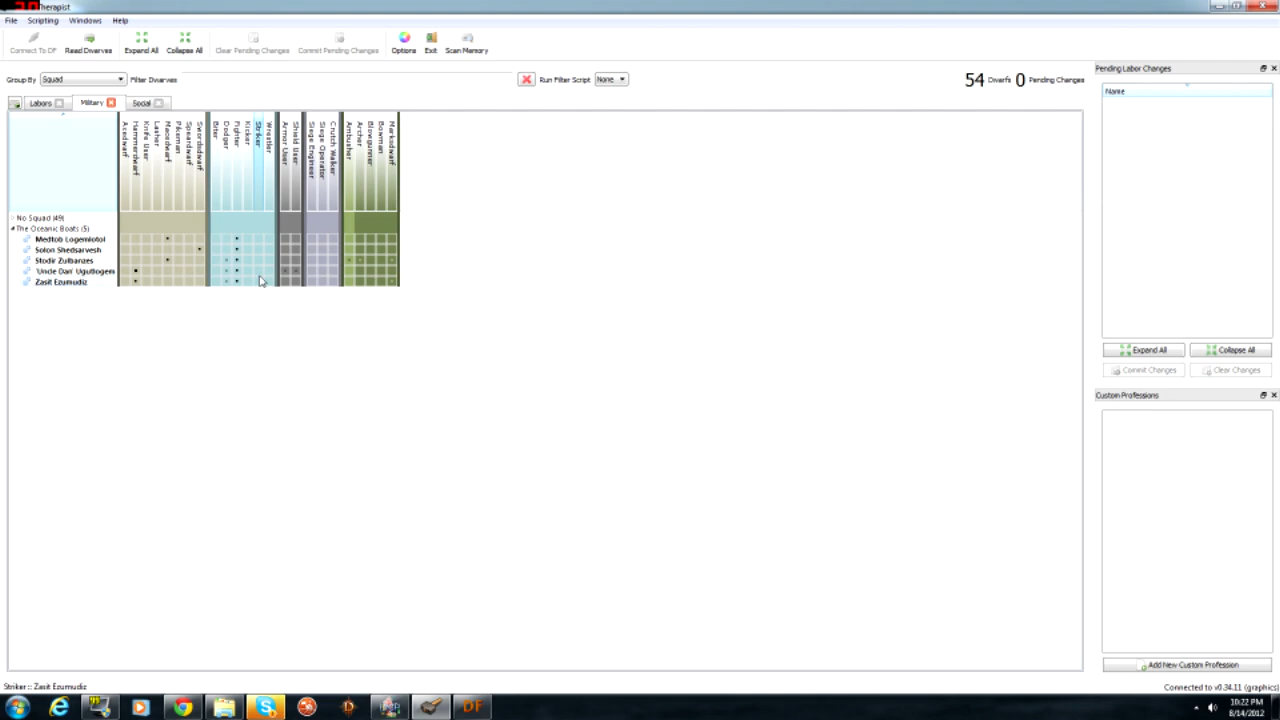 Therapist
File Scripting Windows Help
Connect To DF Read Dwarves Expand All Collapse All Clear Pending Changes Commit Pending Changes Options Exit Scan Memory
Group By Squad Filter Dwarves Run Filter Script None 54 Dwarfs 0 Pending Changes
Labors Military Social
Axedwarf
Hammerdwarf
Knife User
Lasher
Macedwarf
Pikeman
Speardwarf
Swordsdwarf
Biter
Dodger
Fighter
Kicker
Striker
Wrestler
Armor User
Shield User
Siege Engineer
Siege Operator
Crutch Walker
Ambusher
Archer
Blowgunner
Bowman
Marksdwarf
No Squad (49)
The Oceanic Boats (5)
Medtob Logemlotol
Solon Shedsarvesh
Stodir Zulbanzes
'Uncle Dan' Ugutlogem
Zasit Ezumudiz
Pending Labor Changes
Name
Expand All Collapse All
Commit Changes Clear Changes
Custom Professions
Add New Custom Profession
Striker :: Zasit Ezumudiz
Connected to v0.34.11 (graphics)
DF
10:22 PM
8/14/2012